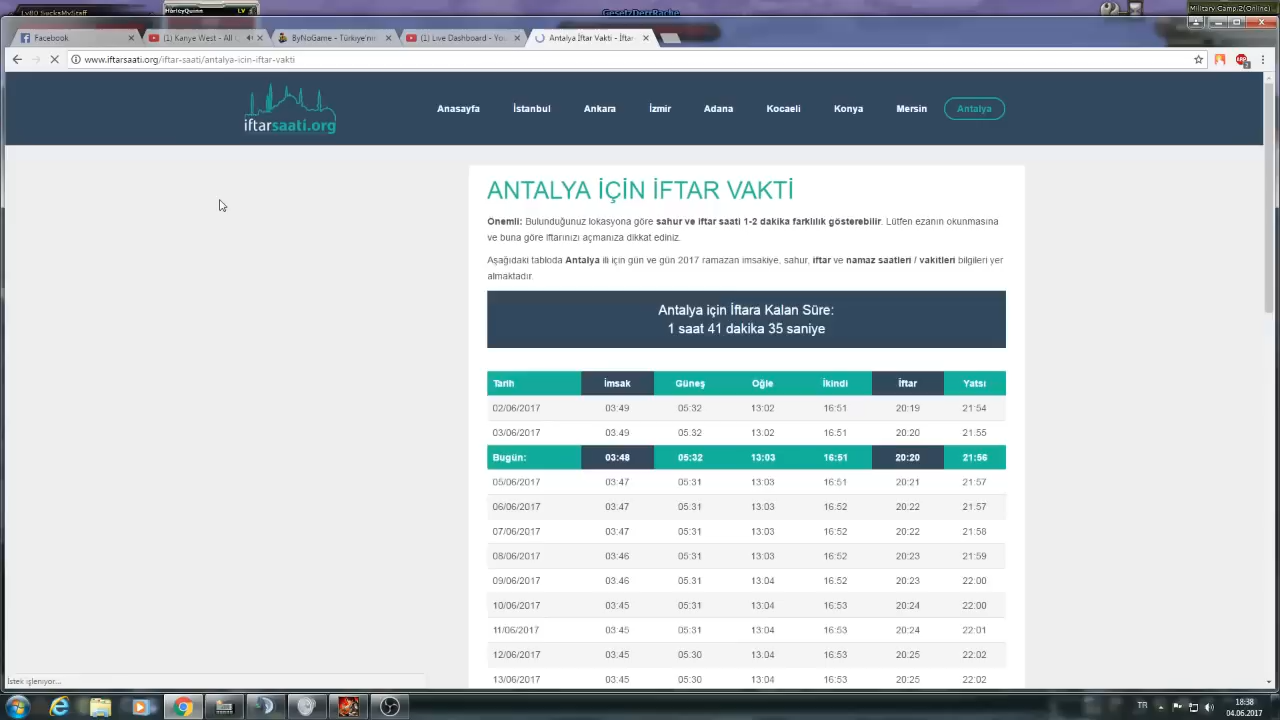 Lv80 SucksMyStaff
HarleyQuinn LV 5
GesetzDerrRache
Military Camp.2(Online)
Facebook
(1) Kanye West - All
ByNoGame - Türkiye'nin
(1) Live Dashboard - Yo
Antalya İftar Vakti - İftar
www.iftarsaati.org/iftar-saati/antalya-icin-iftar-vakti
iftarsaati.org
Anasayfa İstanbul Ankara İzmir Adana Kocaeli Konya Mersin Antalya
ANTALYA İÇİN İFTAR VAKTİ
Onemli: Bulunduğunuz lokasyona göre sahur ve iftar saati 1-2 dakika farklılık gösterebilir. Lütfen ezanın okunmasına
ve buna göre iftarınızı açmanıza dikkat ediniz.
Aşağıdaki tabloda Antalya ili için gün ve gün 2017 ramazan imsakiye, sahur, iftar ve namaz saatleri / vakitleri bilgileri yer
almaktadır.
Antalya için İftara Kalan Süre:
1 saat 41 dakika 35 saniye
Tarih İmsak Güneş Öğle İkindi İftar Yatsı
02/06/2017 03:49 05:32 13:02 16:51 20:19 21:54
03/06/2017 03:49 05:32 13:02 16:51 20:20 21:55
Bugün: 03:48 05:32 13:03 16:51 20:20 21:56
05/06/2017 03:47 05:31 13:03 16:51 20:21 21:57
06/06/2017 03:47 05:31 13:03 16:52 20:22 21:57
07/06/2017 03:47 05:31 13:03 16:52 20:22 21:58
08/06/2017 03:46 05:31 13:03 16:52 20:23 21:59
09/06/2017 03:46 05:31 13:04 16:52 20:23 22:00
10/06/2017 03:45 05:31 13:04 16:53 20:24 22:00
11/06/2017 03:45 05:31 13:04 16:53 20:24 22:01
12/06/2017 03:45 05:30 13:04 16:53 20:25 22:02
13/06/2017 03:45 05:30 13:04 16:53 20:25 22:02
İstek işleniyor...
TR
18:38
04.06.2017